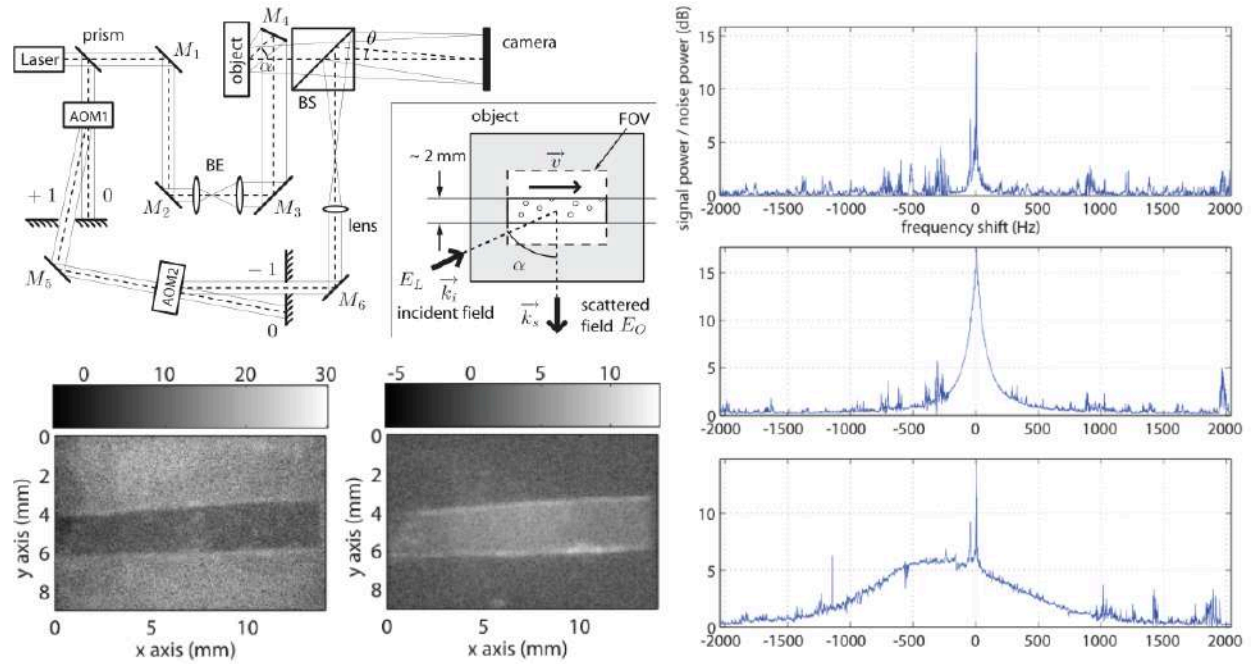 Laser
prism
M₁
M₄
object
α
θ
BS
camera
AOM1
+1
0
BE
M₂
M₃
lens
M₅
AOM2
−1
0
M₆
object
FOV
~ 2 mm
v
E_L
k_i
incident field
α
k_s
scattered
field E_O
0 10 20 30
0
2
4
6
8
y axis (mm)
0 5 10
x axis (mm)
-5 0 5 10
0
2
4
6
8
y axis (mm)
0 5 10
x axis (mm)
signal power / noise power (dB)
15
10
5
0
-2000 -1500 -1000 -500 0 500 1000 1500 2000
frequency shift (Hz)
15
10
5
0
-2000 -1500 -1000 -500 0 500 1000 1500 2000
10
5
0
-2000 -1500 -1000 -500 0 500 1000 1500 2000